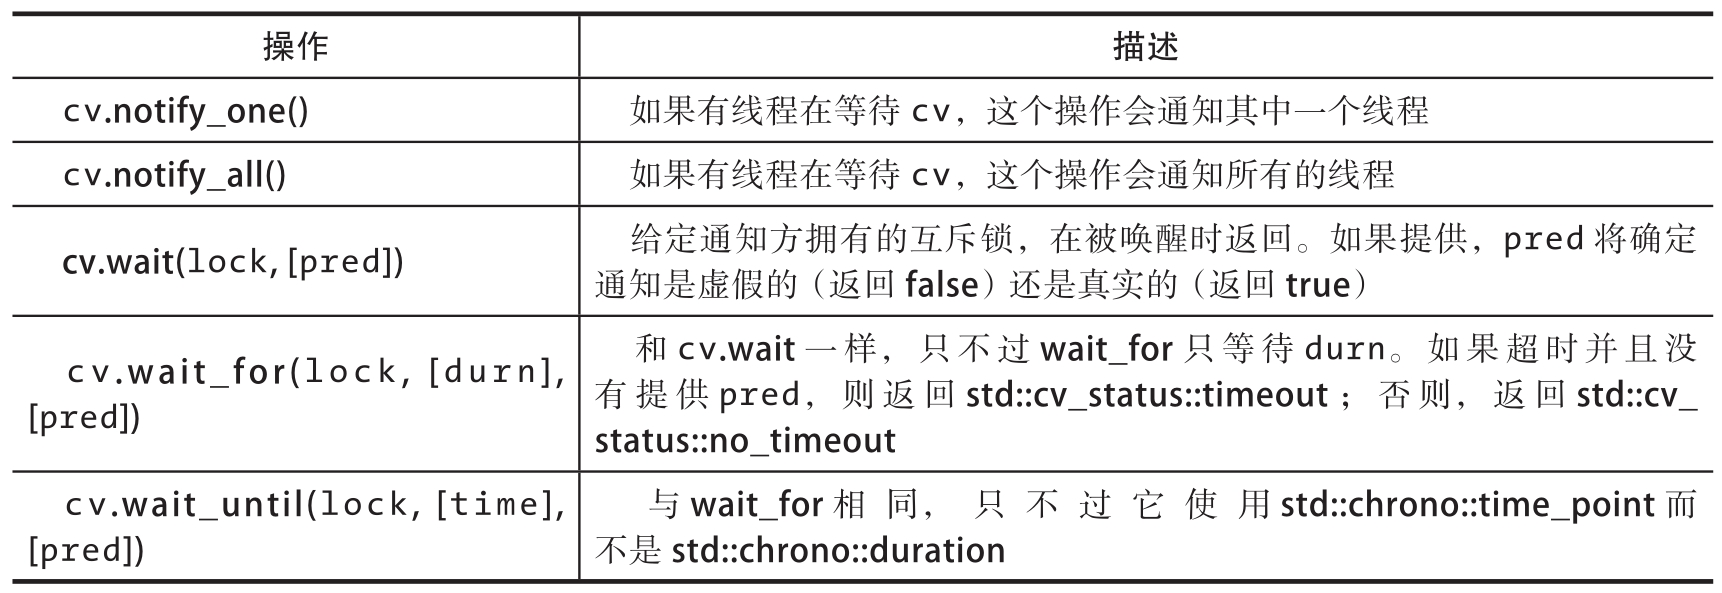 操作 描述
cv.notify_one() 如果有线程在等待 cv，这个操作会通知其中一个线程
cv.notify_all() 如果有线程在等待 cv，这个操作会通知所有的线程
cv.wait(lock, [pred]) 给定通知方拥有的互斥锁，在被唤醒时返回。如果提供，pred 将确定
通知是虚假的（返回 false）还是真实的（返回 true）
cv.wait_for(lock, [durn],
[pred])
和 cv.wait 一样，只不过 wait_for 只等待 durn。如果超时并且没
有提供 pred，则返回 std::cv_status::timeout；否则，返回 std::cv_
status::no_timeout
cv.wait_until(lock, [time],
[pred])
与 wait_for 相同，只不过它使用 std::chrono::time_point 而
不是 std::chrono::duration